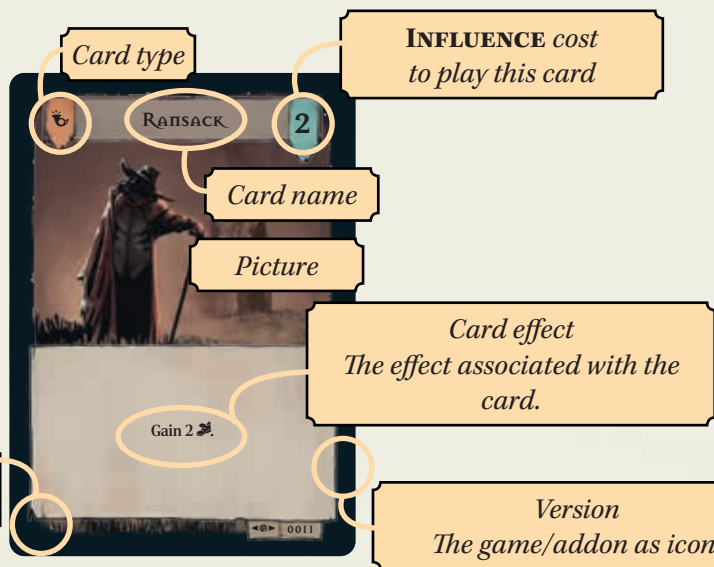 Card type
INFLUENCE cost
to play this card
RANSACK
2
Card name
Picture
Card effect
The effect associated with the
card.
Gain 2 .
Version
The game/addon as icon
0011